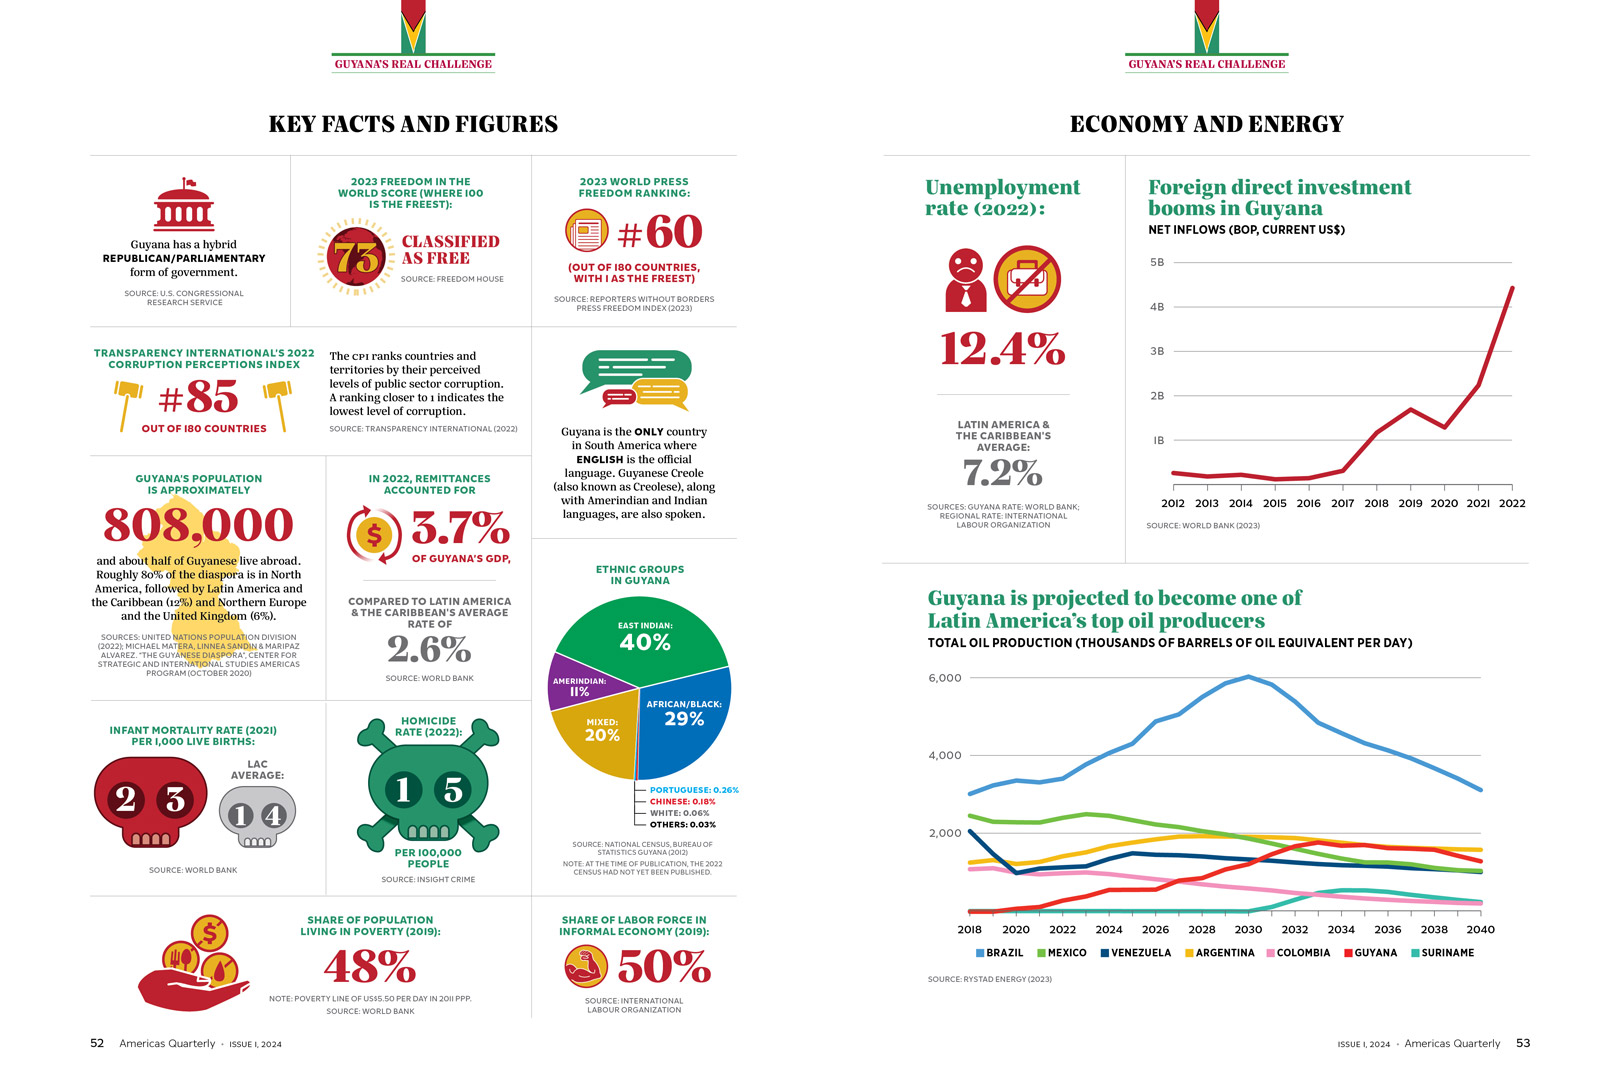 GUYANA'S REAL CHALLENGE
KEY FACTS AND FIGURES
Guyana has a hybrid
REPUBLICAN/PARLIAMENTARY
form of government.
SOURCE: U.S. CONGRESSIONAL
RESEARCH SERVICE
2023 FREEDOM IN THE
WORLD SCORE (WHERE 100
IS THE FREEST):
73
CLASSIFIED
AS FREE
SOURCE: FREEDOM HOUSE
2023 WORLD PRESS
FREEDOM RANKING:
#60
(OUT OF 180 COUNTRIES,
WITH 1 AS THE FREEST)
SOURCE: REPORTERS WITHOUT BORDERS
PRESS FREEDOM INDEX (2023)
TRANSPARENCY INTERNATIONAL'S 2022
CORRUPTION PERCEPTIONS INDEX
#85
OUT OF 180 COUNTRIES
The CPI ranks countries and
territories by their perceived
levels of public sector corruption.
A ranking closer to 1 indicates the
lowest level of corruption.
SOURCE: TRANSPARENCY INTERNATIONAL (2022)
Guyana is the ONLY country
in South America where
ENGLISH is the official
language. Guyanese Creole
(also known as Creolese), along
with Amerindian and Indian
languages, are also spoken.
GUYANA'S POPULATION
IS APPROXIMATELY
808,000
and about half of Guyanese live abroad.
Roughly 80% of the diaspora is in North
America, followed by Latin America and
the Caribbean (12%) and Northern Europe
and the United Kingdom (6%).
SOURCES: UNITED NATIONS POPULATION DIVISION
(2022); MICHAEL MATERA, LINNEA SANDIN & MARIPAZ
ALVAREZ. "THE GUYANESE DIASPORA", CENTER FOR
STRATEGIC AND INTERNATIONAL STUDIES AMERICAS
PROGRAM (OCTOBER 2020)
IN 2022, REMITTANCES
ACCOUNTED FOR
$
3.7%
OF GUYANA'S GDP,
COMPARED TO LATIN AMERICA
& THE CARIBBEAN'S AVERAGE
RATE OF
2.6%
SOURCE: WORLD BANK
ETHNIC GROUPS
IN GUYANA
EAST INDIAN:
40%
AMERINDIAN:
11%
AFRICAN/BLACK:
29%
MIXED:
20%
PORTUGUESE: 0.26%
CHINESE: 0.18%
WHITE: 0.06%
OTHERS: 0.03%
SOURCE: NATIONAL CENSUS, BUREAU OF
STATISTICS GUYANA (2012)
NOTE: AT THE TIME OF PUBLICATION, THE 2022
CENSUS HAD NOT YET BEEN PUBLISHED.
INFANT MORTALITY RATE (2021)
PER 1,000 LIVE BIRTHS:
2 3
LAC
AVERAGE:
1 4
SOURCE: WORLD BANK
HOMICIDE
RATE (2022):
1 5
PER 100,000
PEOPLE
SOURCE: INSIGHT CRIME
$
SHARE OF POPULATION
LIVING IN POVERTY (2019):
48%
NOTE: POVERTY LINE OF US$5.50 PER DAY IN 2011 PPP.
SOURCE: WORLD BANK
SHARE OF LABOR FORCE IN
INFORMAL ECONOMY (2019):
50%
SOURCE: INTERNATIONAL
LABOUR ORGANIZATION
52 Americas Quarterly • ISSUE 1, 2024
GUYANA'S REAL CHALLENGE
ECONOMY AND ENERGY
Unemployment
rate (2022):
12.4%
LATIN AMERICA &
THE CARIBBEAN'S
AVERAGE:
7.2%
SOURCES: GUYANA RATE: WORLD BANK;
REGIONAL RATE: INTERNATIONAL
LABOUR ORGANIZATION
Foreign direct investment
booms in Guyana
NET INFLOWS (BOP, CURRENT US$)
5B
4B
3B
2B
1B
2012 2013 2014 2015 2016 2017 2018 2019 2020 2021 2022
SOURCE: WORLD BANK (2023)
Guyana is projected to become one of
Latin America's top oil producers
TOTAL OIL PRODUCTION (THOUSANDS OF BARRELS OF OIL EQUIVALENT PER DAY)
6,000
4,000
2,000
2018 2020 2022 2024 2026 2028 2030 2032 2034 2036 2038 2040
BRAZIL MEXICO VENEZUELA ARGENTINA COLOMBIA GUYANA SURINAME
SOURCE: RYSTAD ENERGY (2023)
ISSUE 1, 2024 • Americas Quarterly 53